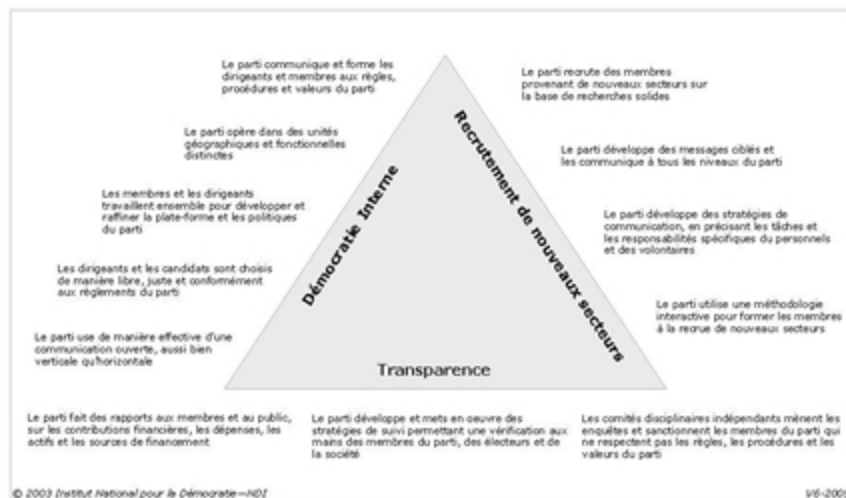 Le parti communique et forme les
dirigeants et membres aux règles,
procédures et valeurs du parti
Le parti opère dans des unités
géographiques et fonctionnelles
distinctes
Les membres et les dirigeants
travaillent ensemble pour développer et
raffiner la plate-forme et les politiques
du parti
Les dirigeants et les candidats sont choisis
de manière libre, juste et conformément
aux règlements du parti
Le parti use de manière effective d'une
communication ouverte, aussi bien
verticale qu'horizontale
Démocratie Interne
Recrutement de nouveaux secteurs
Le parti recrute des membres
provenant de nouveaux secteurs sur
la base de recherches solides
Le parti développe des messages ciblés et
les communique à tous les niveaux du parti
Le parti développe des stratégies de
communication, en précisant les tâches et
les responsabilités spécifiques du personnels
et des volontaires
Le parti utilise une méthodologie
interactive pour former les membres
à la recrue de nouveaux secteurs
Transparence
Le parti fait des rapports aux membres et au public,
sur les contributions financières, les dépenses, les
actifs et les sources de financement
Le parti développe et mets en oeuvre des
stratégies de suivi permettant une vérification aux
mains des membres du parti, des électeurs et de
la société
Les comités disciplinaires indépendants mènent les
enquêtes et sanctionnent les membres du parti qui
ne respectent pas les règles, les procédures et les
valeurs du parti
© 2003 Institut National pour la Démocratie—NDI